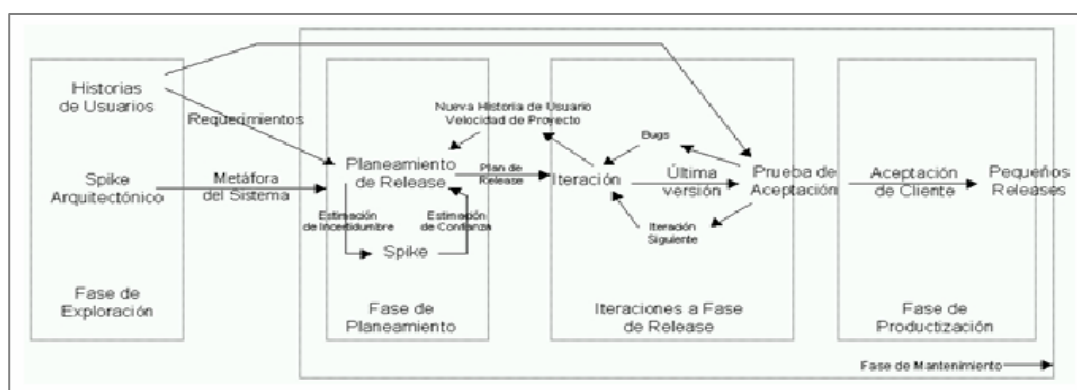 Historias
de Usuarios
Requerimientos
Spike
Arquitectónico
Metáfora
del Sistema
Fase de
Exploración
Nueva Historia de Usuario
Velocidad de Proyecto
Planeamiento
de Release
Plan de
Release
Estimación
de Incertidumbre
Estimación
de Confianza
Spike
Fase de
Planeamiento
Bugs
Iteración
Última
versión
Prueba de
Aceptación
Iteración
Siguiente
Iteraciones a Fase
de Release
Aceptación
de Cliente
Pequeños
Releases
Fase de
Productización
Fase de Mantenimiento